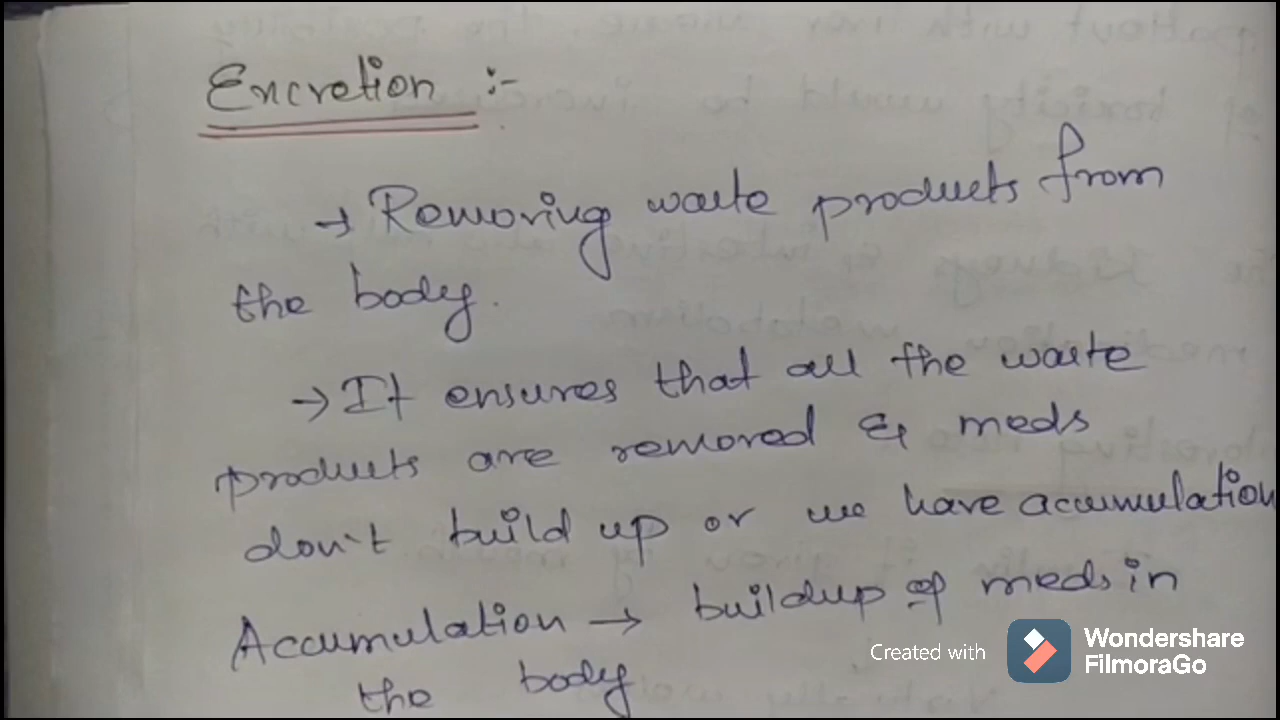 Excretion :-
→ Removing waste products from
the body.
→ It ensures that all the waste
products are removed & meds
don't build up or we have accumulation
Accumulation → buildup of meds in
the body
Created with Wondershare FilmoraGo